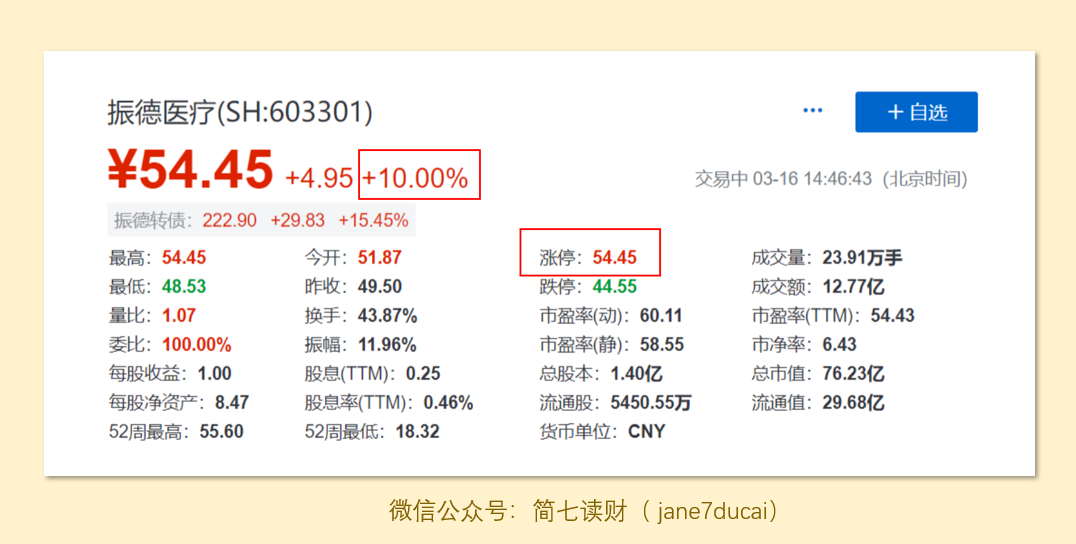 振德医疗(SH:603301)
••• + 自选
¥54.45 +4.95 +10.00%
交易中 03-16 14:46:43 (北京时间)
振德转债: 222.90 +29.83 +15.45%
最高: 54.45 今开: 51.87 涨停: 54.45 成交量: 23.91万手
最低: 48.53 昨收: 49.50 跌停: 44.55 成交额: 12.77亿
量比: 1.07 换手: 43.87% 市盈率(动): 60.11 市盈率(TTM): 54.43
委比: 100.00% 振幅: 11.96% 市盈率(静): 58.55 市净率: 6.43
每股收益: 1.00 股息(TTM): 0.25 总股本: 1.40亿 总市值: 76.23亿
每股净资产: 8.47 股息率(TTM): 0.46% 流通股: 5450.55万 流通值: 29.68亿
52周最高: 55.60 52周最低: 18.32 货币单位: CNY
微信公众号: 简七读财 ( jane7ducai)